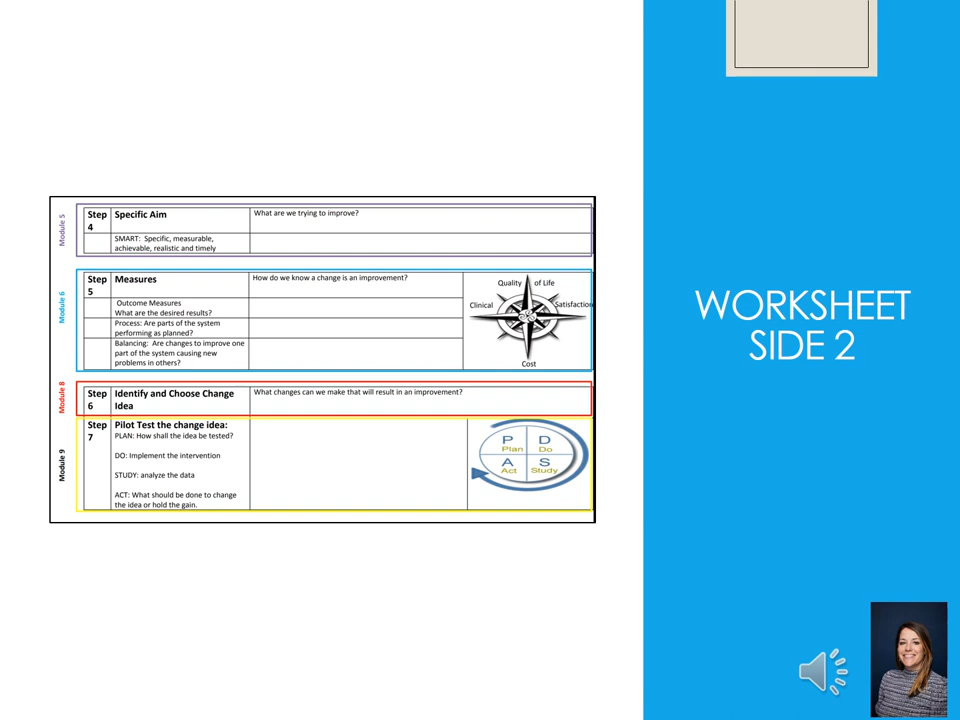 Module 5
Step
4
Specific Aim
What are we trying to improve?
SMART: Specific, measurable,
achievable, realistic and timely
Module 6
Step
5
Measures
How do we know a change is an improvement?
Outcome Measures
What are the desired results?
Process: Are parts of the system
performing as planned?
Balancing: Are changes to improve one
part of the system causing new
problems in others?
Quality of Life
Clinical
Satisfaction
Cost
Module 8
Step
6
Identify and Choose Change
Idea
What changes can we make that will result in an improvement?
Module 9
Step
7
Pilot Test the change idea:
PLAN: How shall the idea be tested?
DO: Implement the intervention
STUDY: analyze the data
ACT: What should be done to change
the idea or hold the gain.
P D
Plan Do
A S
Act Study
WORKSHEET
SIDE 2